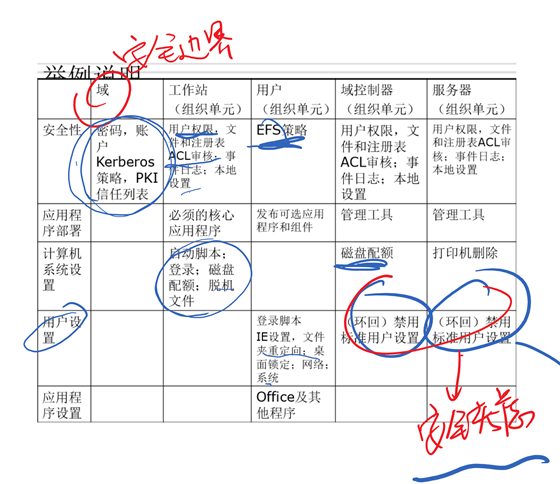 安全边界
举例说明
域
工作站
（组织单元）
用户
（组织单元）
域控制器
（组织单元）
服务器
（组织单元）
安全性
密码，账
户
Kerberos
策略，PKI
信任列表
用户权限，文
件和注册表
ACL审核；事
件日志；本地
设置
EFS策略
用户权限，文
件和注册表
ACL审核；事
件日志；本地
设置
用户权限，文
件和注册表ACL审
核；事件日志；
本地设置
应用程
序部署
必须的核心
应用程序
发布可选应用
程序和组件
管理工具
管理工具
计算机
系统设
置
启动脚本；
登录；磁盘
配额；脱机
文件
磁盘配额
打印机删除
用户设
置
登录脚本
IE设置，文件
夹重定向；桌
面锁定；网络；
系统
（环回）禁用
标准用户设置
（环回）禁用
标准用户设置
应用程
序设置
Office及其
他程序
安全